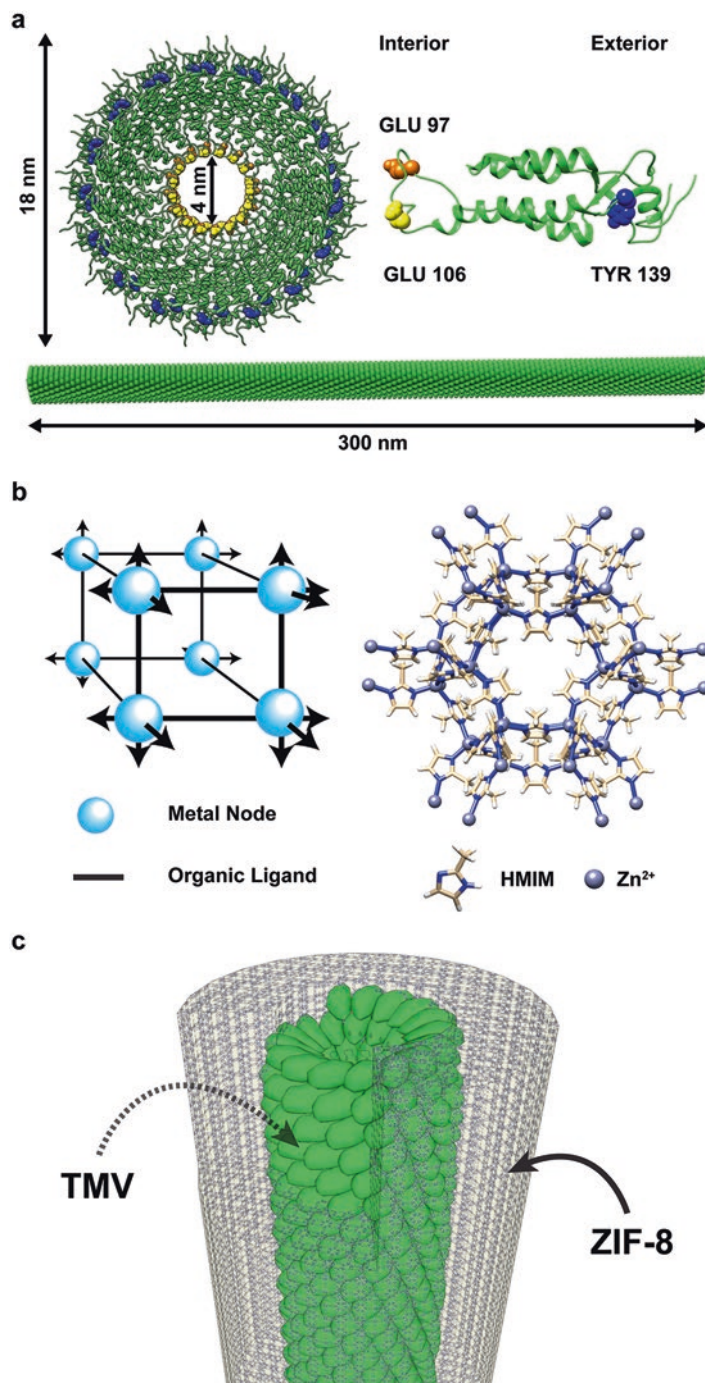 a
Interior
Exterior
18 nm
4 nm
GLU 97
GLU 106
TYR 139
300 nm
b
Metal Node
Organic Ligand
HMIM
Zn²⁺
c
TMV
ZIF-8